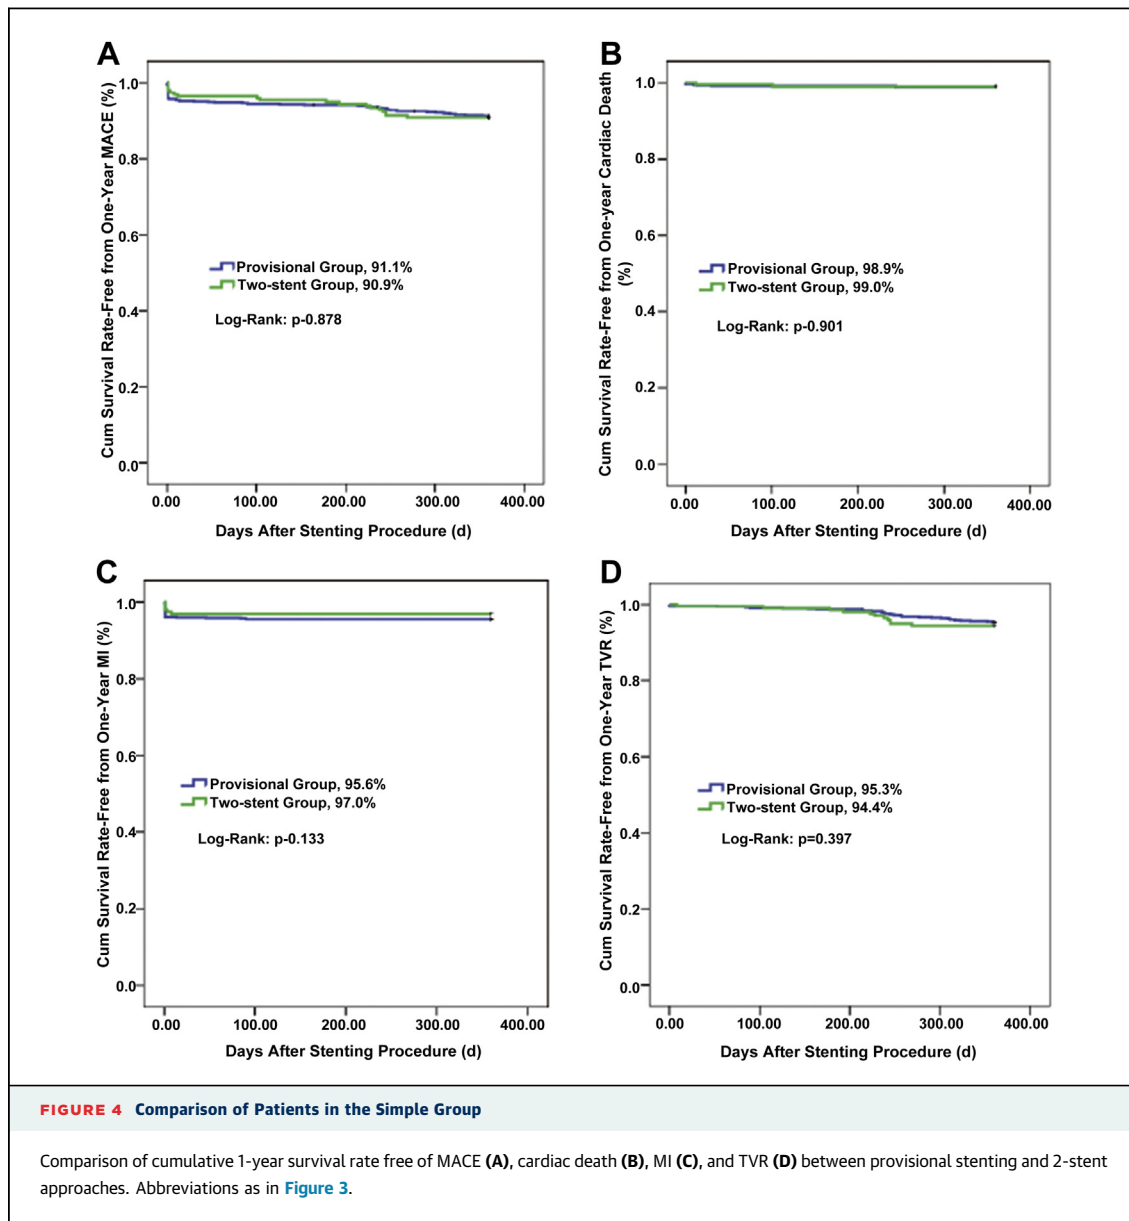 A
Cum Survival Rate-Free from One-Year MACE (%)
1.0
0.8
0.6
0.4
0.2
0.0
Provisional Group, 91.1%
Two-stent Group, 90.9%
Log-Rank: p-0.878
0.00 100.00 200.00 300.00 400.00
Days After Stenting Procedure (d)
B
Cum Survival Rate-Free from One-year Cardiac Death
(%)
1.0
0.8
0.6
0.4
0.2
0.0
Provisional Group, 98.9%
Two-stent Group, 99.0%
Log-Rank: p-0.901
0.00 100.00 200.00 300.00 400.00
Days After Stenting Procedure (d)
C
Cum Survival Rate-Free from One-Year MI (%)
1.0
0.8
0.6
0.4
0.2
0.0
Provisional Group, 95.6%
Two-stent Group, 97.0%
Log-Rank: p-0.133
0.00 100.00 200.00 300.00 400.00
Days After Stenting Procedure (d)
D
Cum Survival Rate-Free from One-Year TVR (%)
1.0
0.8
0.6
0.4
0.2
0.0
Provisional Group, 95.3%
Two-stent Group, 94.4%
Log-Rank: p=0.397
0.00 100.00 200.00 300.00 400.00
Days After Stenting Procedure (d)
FIGURE 4 Comparison of Patients in the Simple Group
Comparison of cumulative 1-year survival rate free of MACE (A), cardiac death (B), MI (C), and TVR (D) between provisional stenting and 2-stent
approaches. Abbreviations as in Figure 3.